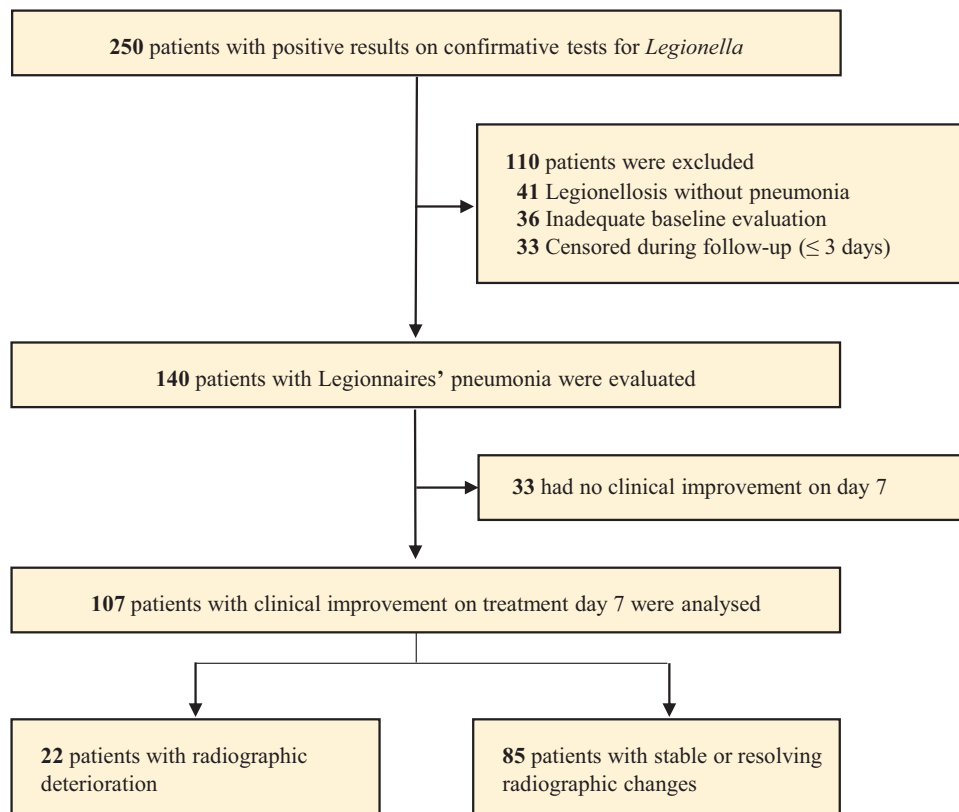 250 patients with positive results on confirmative tests for Legionella
110 patients were excluded
41 Legionellosis without pneumonia
36 Inadequate baseline evaluation
33 Censored during follow-up (≤ 3 days)
140 patients with Legionnaires’ pneumonia were evaluated
33 had no clinical improvement on day 7
107 patients with clinical improvement on treatment day 7 were analysed
22 patients with radiographic
deterioration
85 patients with stable or resolving
radiographic changes